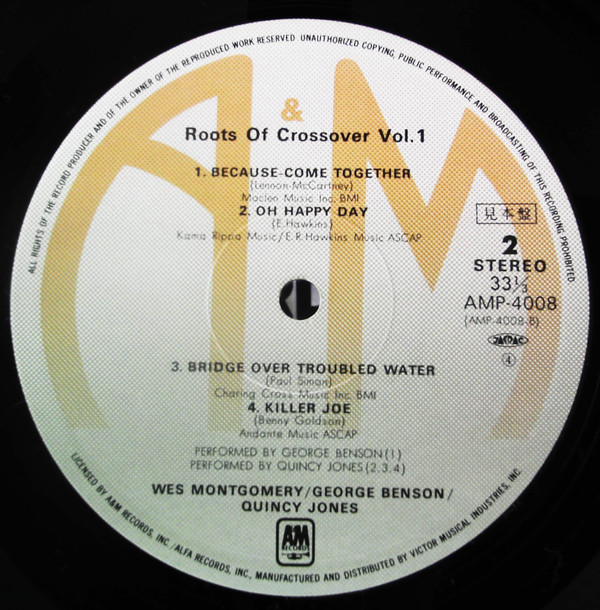 ALL RIGHTS OF THE RECORD PRODUCER AND OF THE OWNER OF THE REPRODUCED WORK RESERVED. UNAUTHORIZED COPYING, PUBLIC PERFORMANCE AND BROADCASTING OF THIS RECORDING PROHIBITED
A&M
Roots Of Crossover Vol.1
1. BECAUSE-COME TOGETHER
(Lennon-McCartney)
Maclen Music Inc. BMI
2. OH HAPPY DAY
(E.Hawkins)
Kama Rippa Music/E.R.Hawkins Music ASCAP
見本盤
2
STEREO
33⅓
AMP-4008
(AMP-4008-B)
JASRAC
④
3. BRIDGE OVER TROUBLED WATER
(Paul Simon)
Charing Cross Music Inc. BMI
4. KILLER JOE
(Benny Goldson)
Andante Music ASCAP
PERFORMED BY GEORGE BENSON(1)
PERFORMED BY QUINCY JONES(2.3.4)
WES MONTGOMERY/GEORGE BENSON/
QUINCY JONES
AM
RECORDS
LICENSED BY A&M RECORDS, INC./ALFA RECORDS, INC., MANUFACTURED AND DISTRIBUTED BY VICTOR MUSICAL INDUSTRIES, INC.